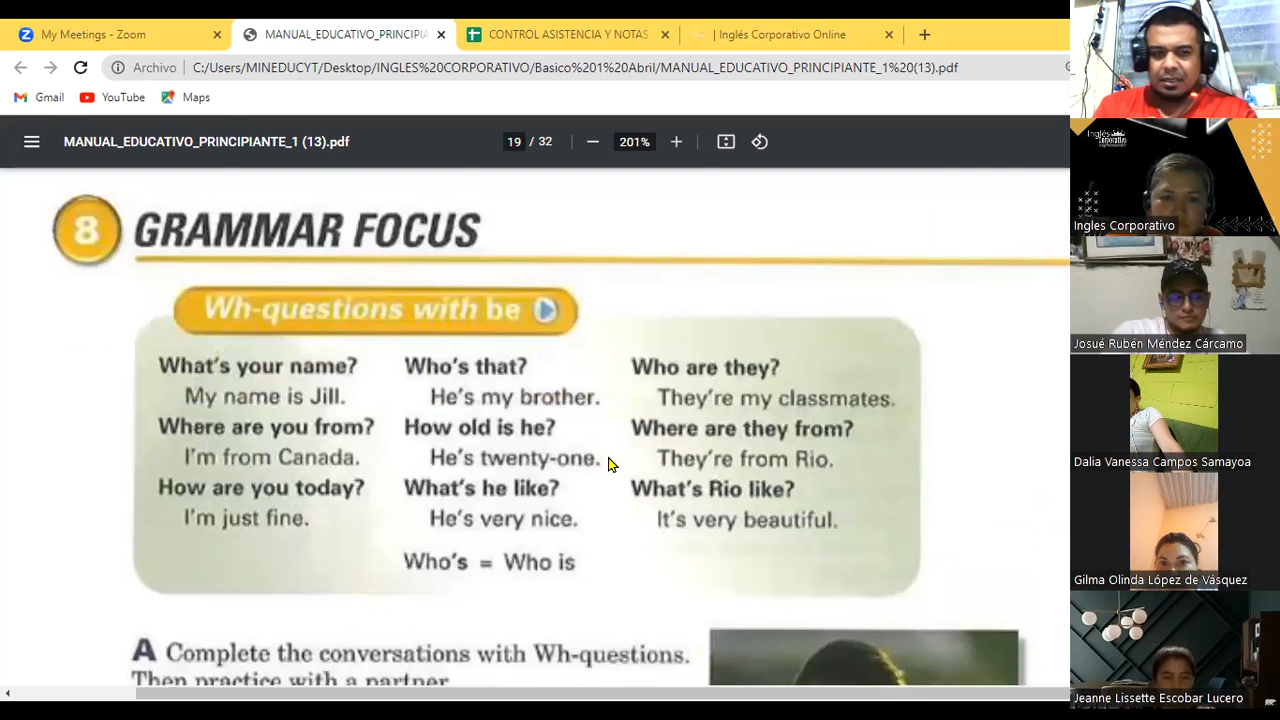 My Meetings - Zoom
MANUAL_EDUCATIVO_PRINCIPIA
CONTROL ASISTENCIA Y NOTAS
| Inglés Corporativo Online
Archivo
C:/Users/MINEDUCYT/Desktop/INGLES%20CORPORATIVO/Basico%201%20Abril/MANUAL_EDUCATIVO_PRINCIPIANTE_1%20(13).pdf
Gmail
YouTube
Maps
MANUAL_EDUCATIVO_PRINCIPIANTE_1 (13).pdf
19 / 32
201%
8 GRAMMAR FOCUS
Wh-questions with be
What's your name?
My name is Jill.
Where are you from?
I'm from Canada.
How are you today?
I'm just fine.
Who's that?
He's my brother.
How old is he?
He's twenty-one.
What's he like?
He's very nice.
Who's = Who is
Who are they?
They're my classmates.
Where are they from?
They're from Rio.
What's Rio like?
It's very beautiful.
A Complete the conversations with Wh-questions.
Then practice with a partner
Inglés
Corporativo
Ingles Corporativo
Josué Rubén Méndez Cárcamo
Dalia Vanessa Campos Samayoa
Gilma Olinda López de Vásquez
Jeanne Lissette Escobar Lucero